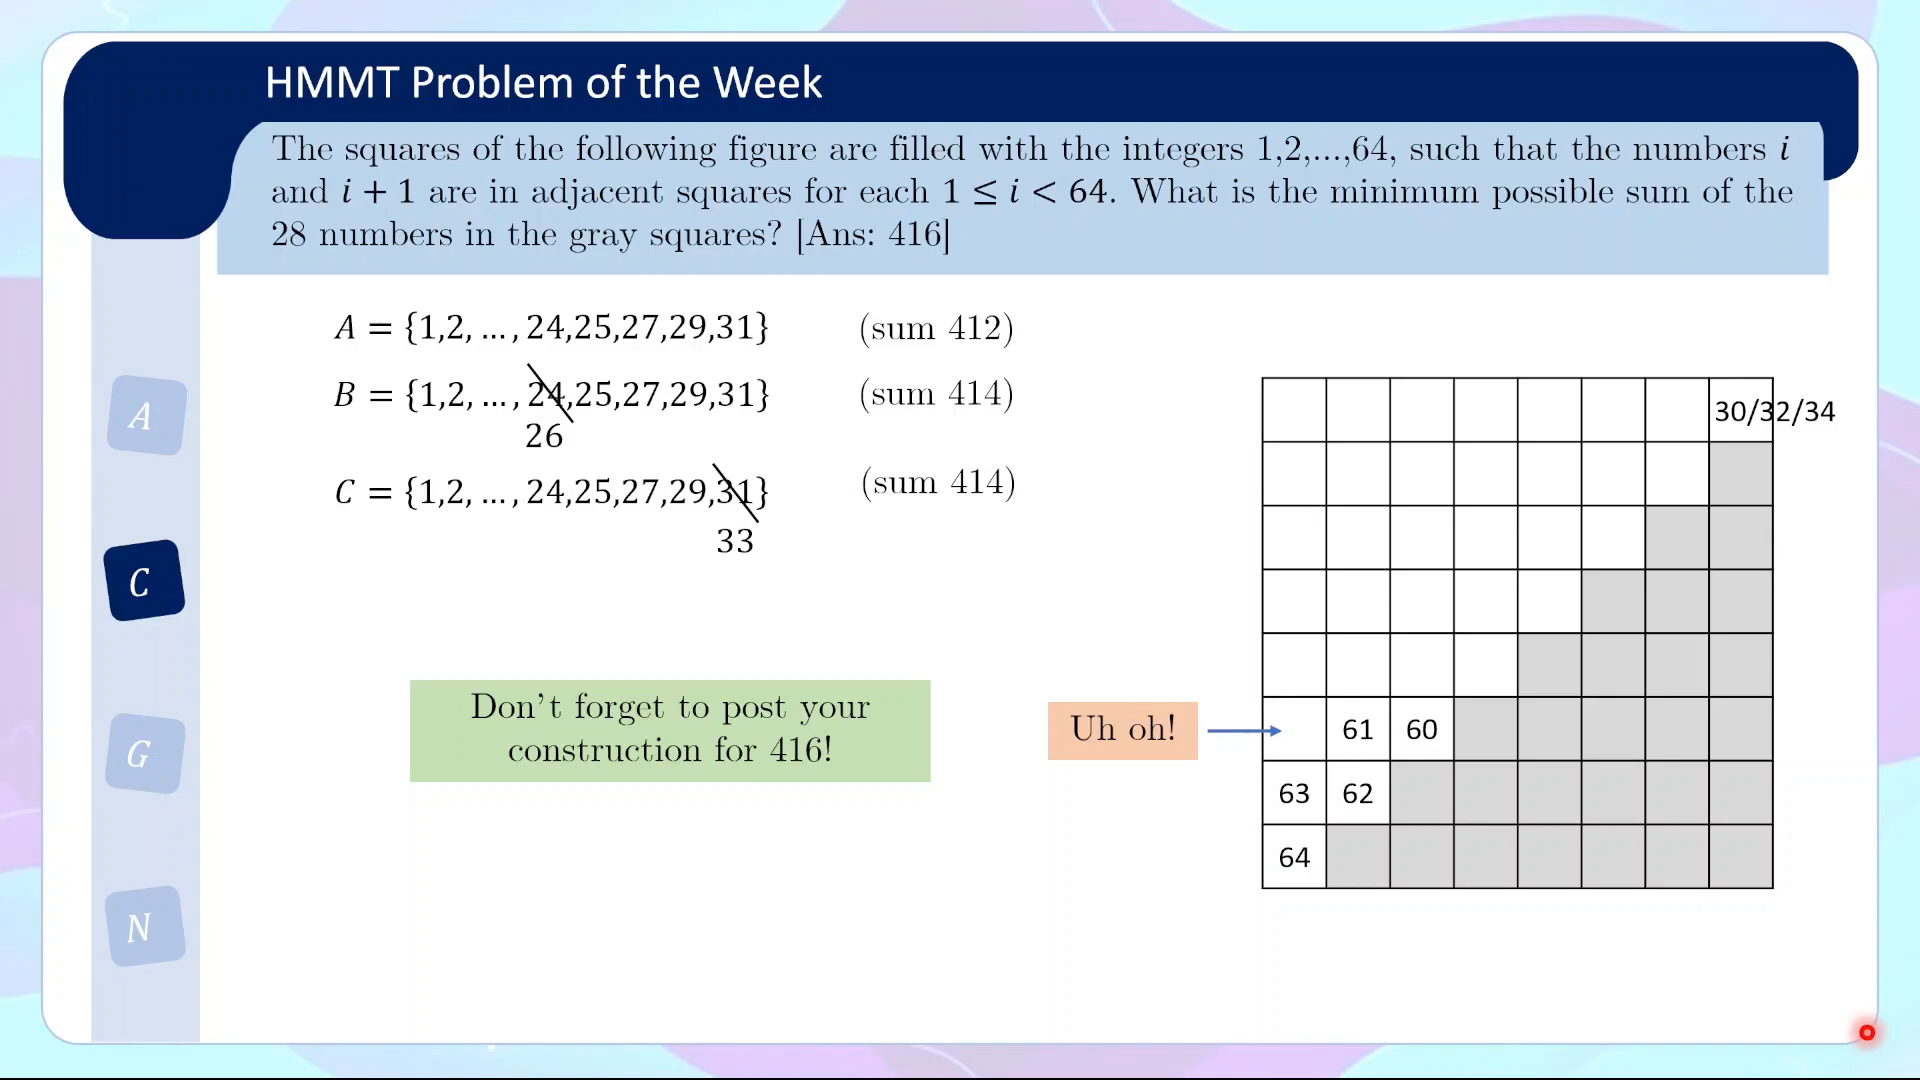 HMMT Problem of the Week
The squares of the following figure are filled with the integers 1,2,...,64, such that the numbers i
and i + 1 are in adjacent squares for each 1 ≤ i < 64. What is the minimum possible sum of the
28 numbers in the gray squares? [Ans: 416]
A = {1,2, … , 24,25,27,29,31} (sum 412)
B = {1,2, … , 24,25,27,29,31} (sum 414)
26
C = {1,2, … , 24,25,27,29,31} (sum 414)
33
A
C
G
N
Don't forget to post your
construction for 416!
Uh oh!
30/32/34
61 60
63 62
64